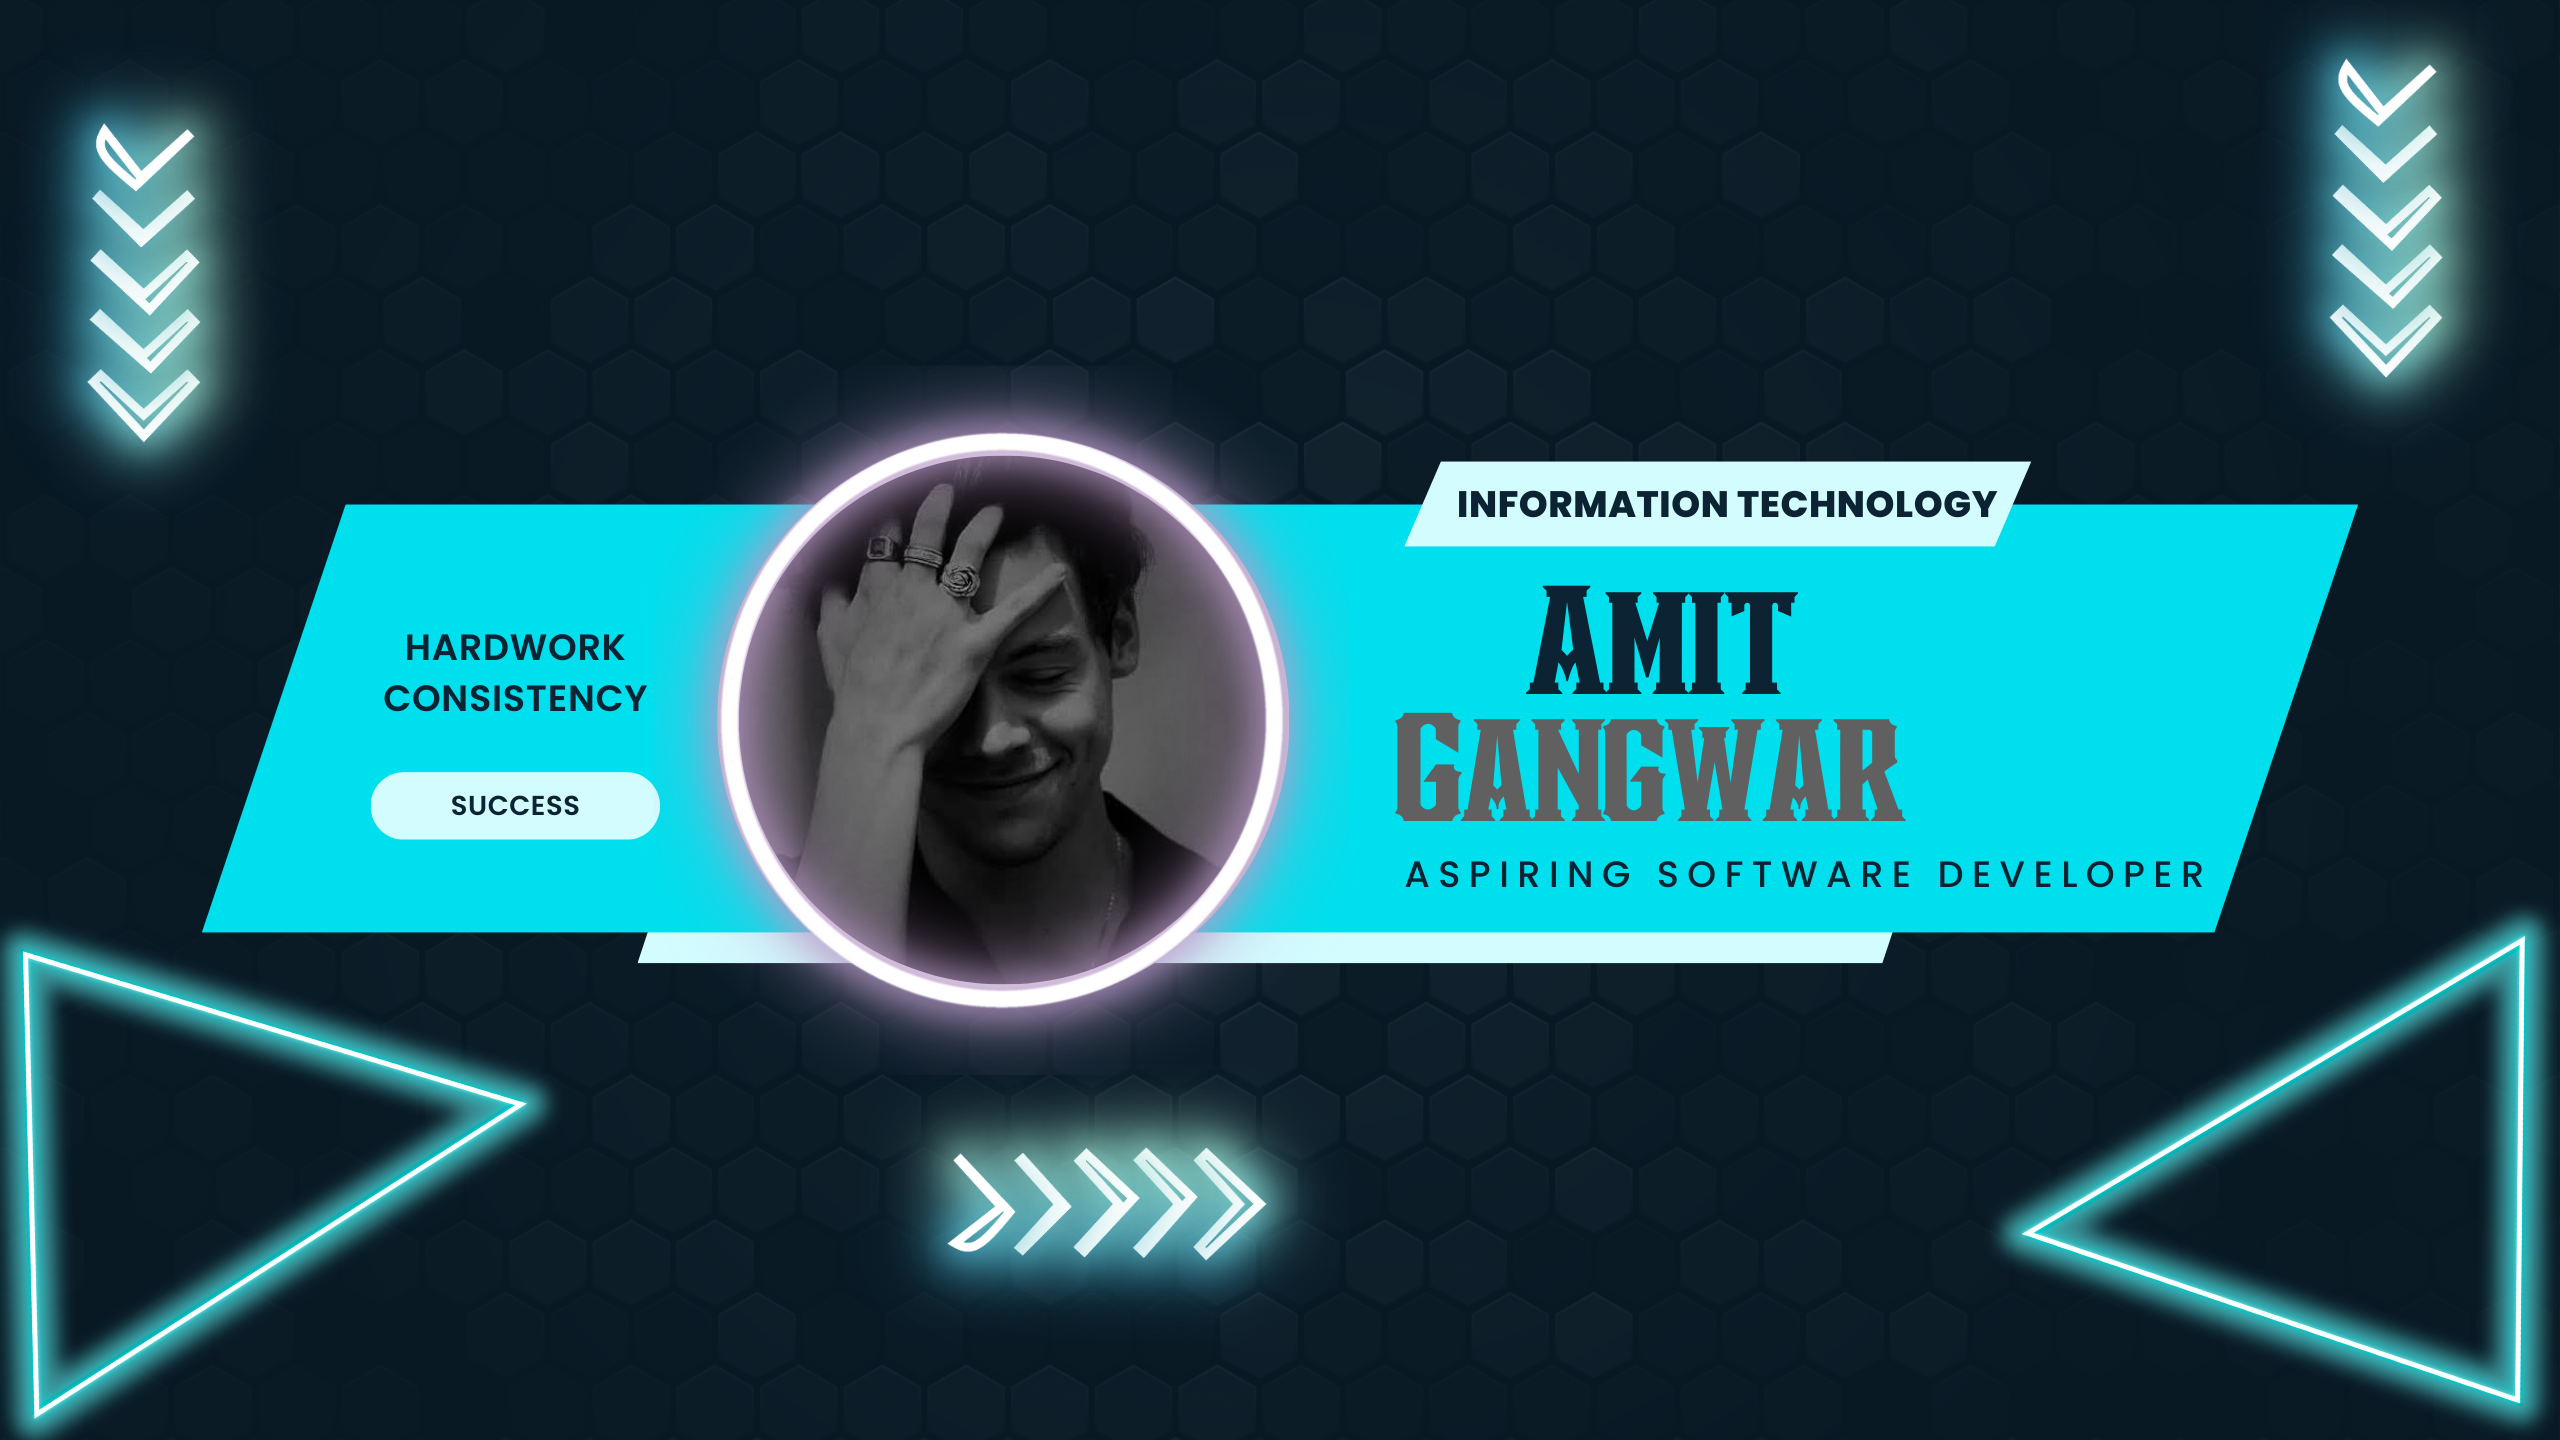 HARDWORK
CONSISTENCY
SUCCESS
INFORMATION TECHNOLOGY
AMIT
GANGWAR
ASPIRING SOFTWARE DEVELOPER